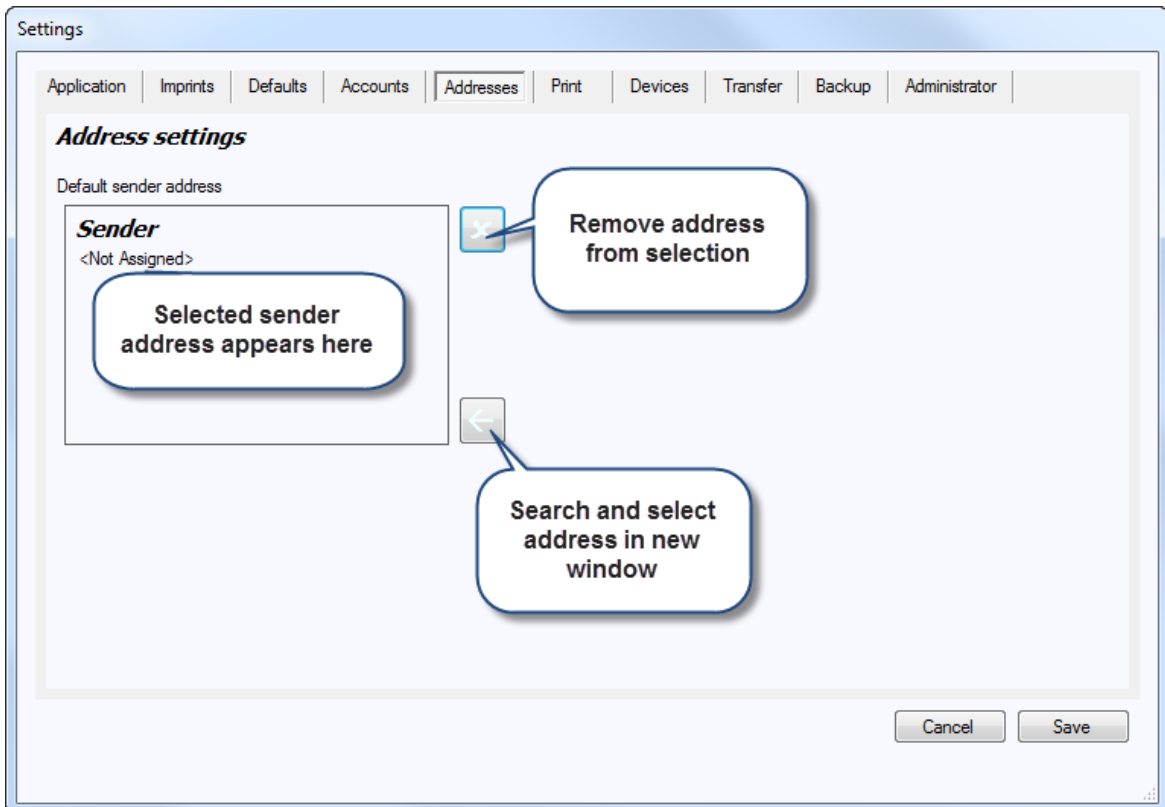 Settings
Application Imprints Defaults Accounts Addresses Print Devices Transfer Backup Administrator
Address settings
Default sender address
Sender
<Not Assigned>
Selected sender
address appears here
Remove address
from selection
Search and select
address in new
window
Cancel Save